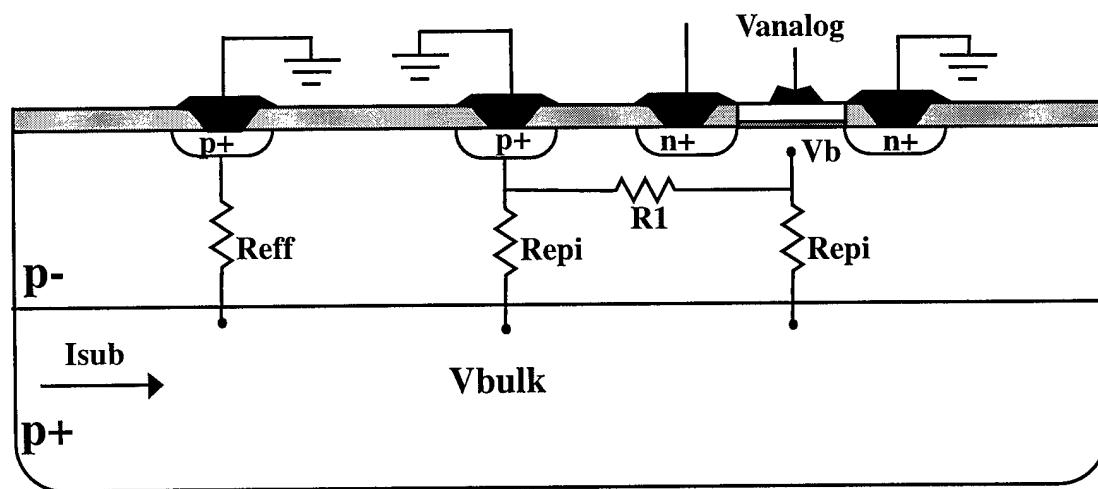 Vanalog
p+
p+
n+
n+
Vb
R1
Reff
Repi
Repi
p-
Isub
Vbulk
p+